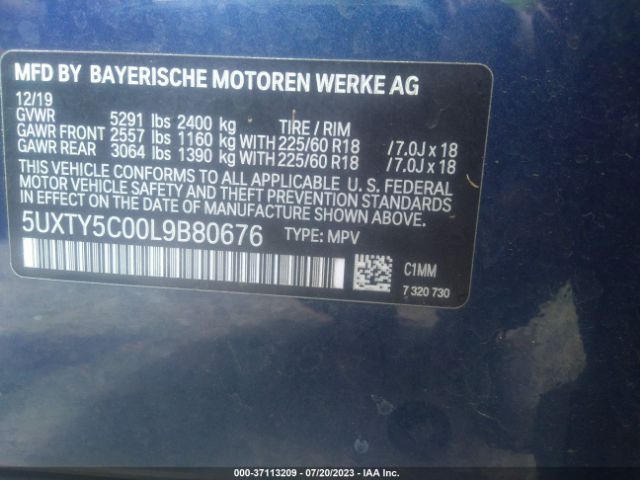 MFD BY BAYERISCHE MOTOREN WERKE AG
12/19
GVWR 5291 lbs 2400 kg TIRE / RIM
GAWR FRONT 2557 lbs 1160 kg WITH 225/60 R18 / 7.0J x 18
GAWR REAR 3064 lbs 1390 kg WITH 225/60 R18 / 7.0J x 18
THIS VEHICLE CONFORMS TO ALL APPLICABLE U. S. FEDERAL
MOTOR VEHICLE SAFETY AND THEFT PREVENTION STANDARDS
IN EFFECT ON THE DATE OF MANUFACTURE SHOWN ABOVE.
5UXTY5C00L9B80676 TYPE: MPV
C1MM
7 320 730
000-37113209 - 07/20/2023 - IAA Inc.